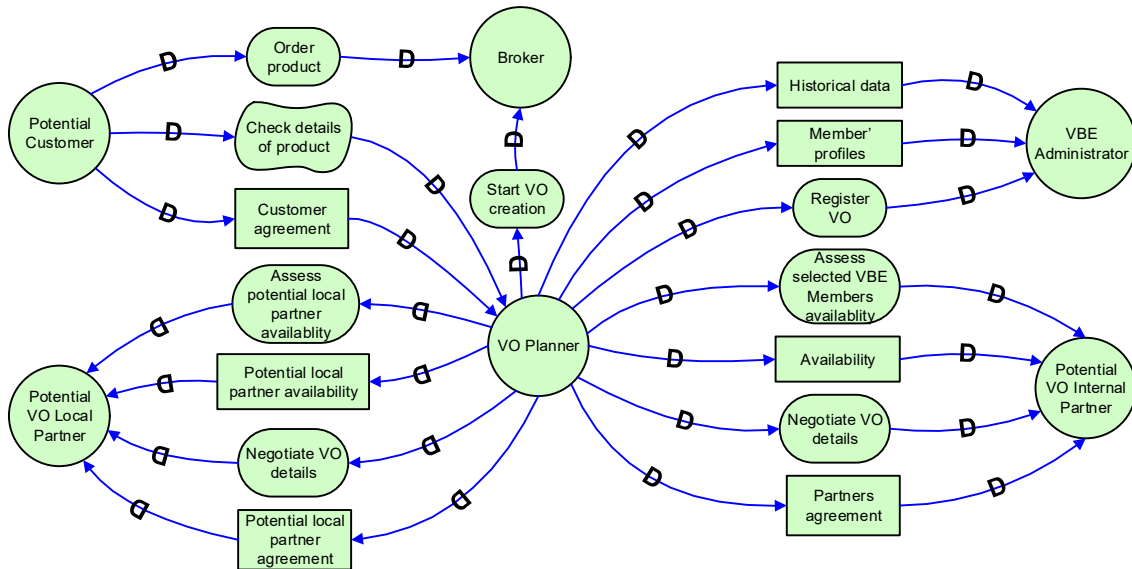 Order
product
D
D
Broker
Potential
Customer
D
Check details
of product
D
D
Customer
agreement
D
D
Start VO
creation
D
D
Historical data
D
D
Member'
profiles
D
D
Register
VO
D
D
VBE
Administrator
Assess
potential local
partner
availablity
D
D
Potential local
partner availability
D
D
Negotiate VO
details
D
D
Potential local
partner
agreement
D
D
Potential
VO Local
Partner
VO Planner
Assess
selected VBE
Members
availablity
D
D
Availability
D
D
Negotiate VO
details
D
D
Partners
agreement
D
D
Potential
VO Internal
Partner